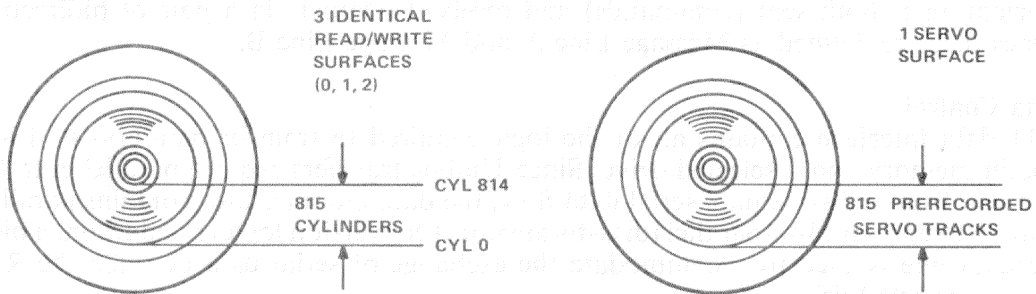 3 IDENTICAL
READ/WRITE
SURFACES
(0, 1, 2)
CYL 814
815
CYLINDERS
CYL 0
1 SERVO
SURFACE
815 PRERECORDED
SERVO TRACKS